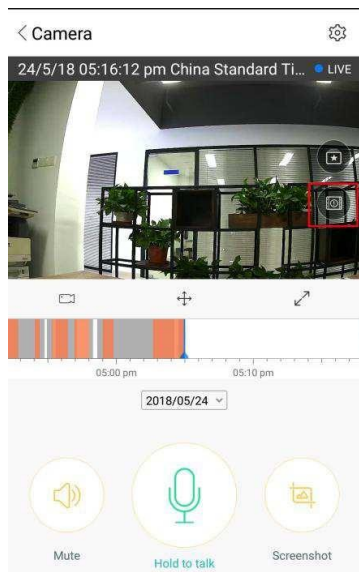 Camera
24/5/18 05:16:12 pm China Standard Ti... LIVE
05:00 pm 05:10 pm
2018/05/24
Mute Hold to talk Screenshot